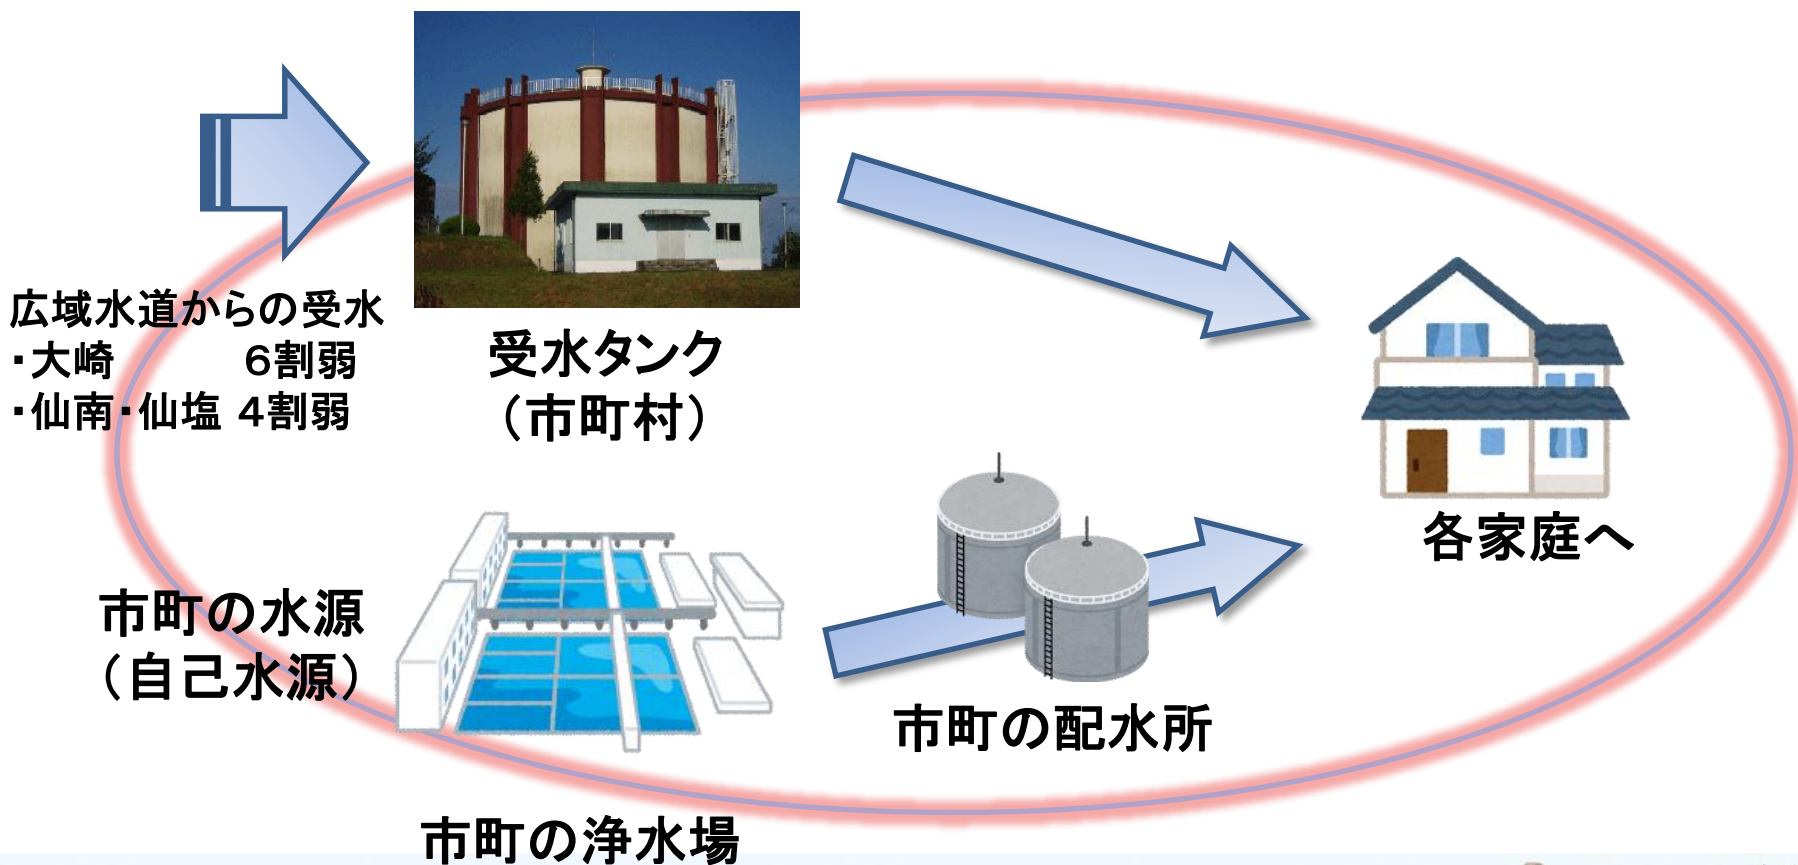 広域水道からの受水
・大崎　　　６割弱
・仙南・仙塩 ４割弱
受水タンク
（市町村）
各家庭へ
市町の水源
（自己水源）
市町の配水所
市町の浄水場